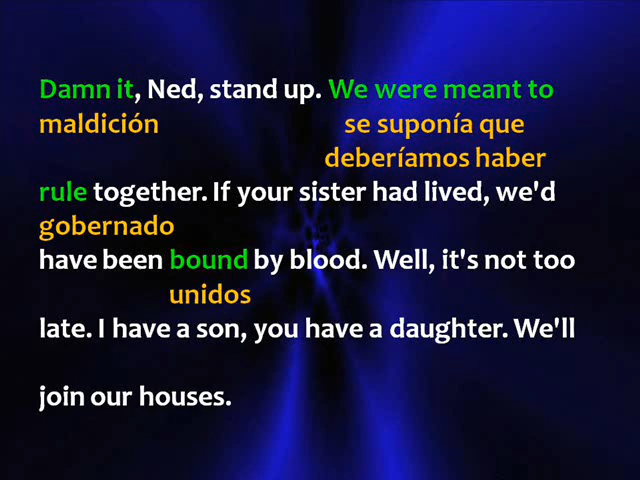 Damn it, Ned, stand up. We were meant to
maldición se suponía que
deberíamos haber
rule together. If your sister had lived, we'd
gobernado
have been bound by blood. Well, it's not too
unidos
late. I have a son, you have a daughter. We'll
join our houses.